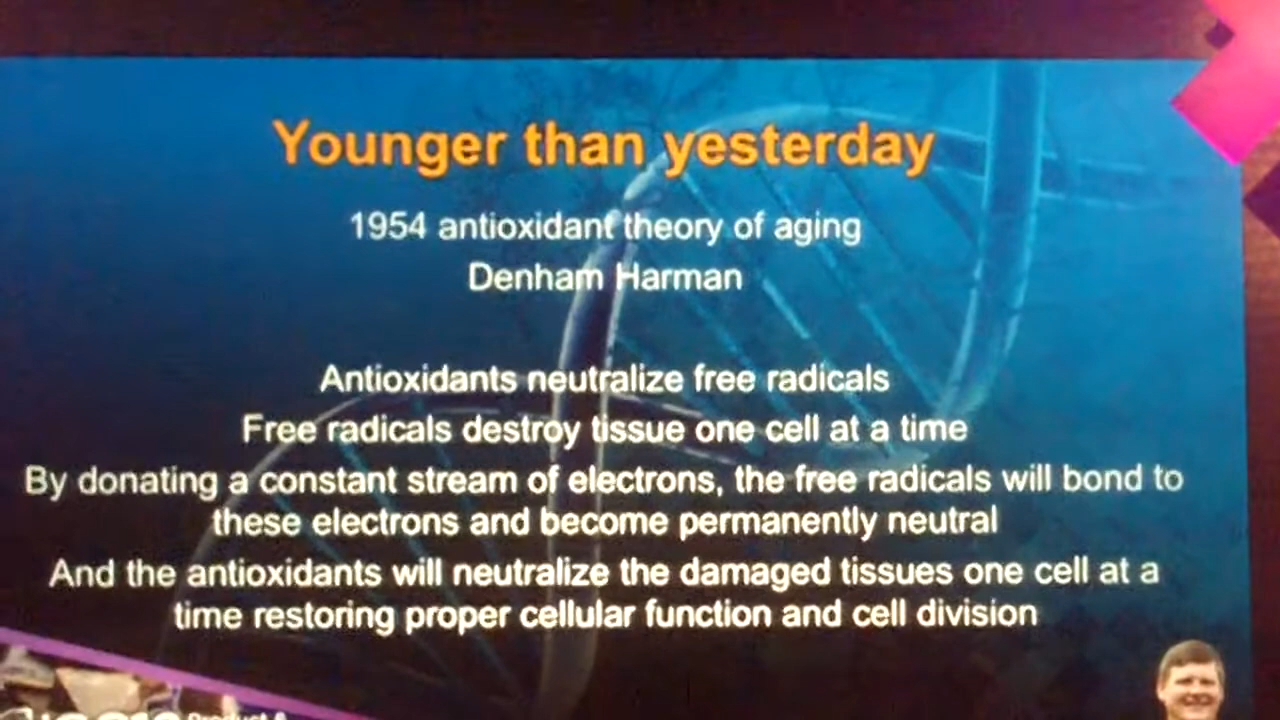 Younger than yesterday
1954 antioxidant theory of aging
Denham Harman
Antioxidants neutralize free radicals
Free radicals destroy tissue one cell at a time
By donating a constant stream of electrons, the free radicals will bond to
these electrons and become permanently neutral
And the antioxidants will neutralize the damaged tissues one cell at a
time restoring proper cellular function and cell division
Product &